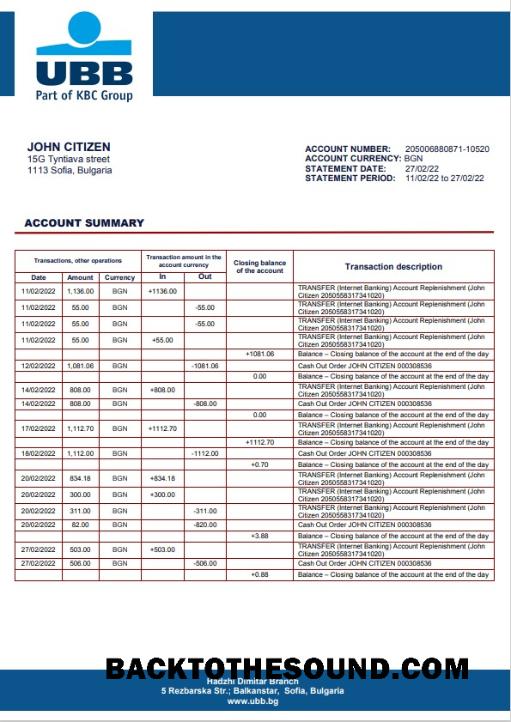 UBB
Part of KBC Group
JOHN CITIZEN
15G Tyntiava street
1113 Sofia, Bulgaria
ACCOUNT NUMBER: 205006880871-10520
ACCOUNT CURRENCY: BGN
STATEMENT DATE: 27/02/22
STATEMENT PERIOD: 11/02/22 to 27/02/22
ACCOUNT SUMMARY
Transactions, other operations Transaction amount in the account currency Closing balance of the account Transaction description
Date Amount Currency In Out
11/02/2022 1,136.00 BGN +1136.00 TRANSFER (Internet Banking) Account Replenishment (John
Citizen 2050558317341020)
11/02/2022 55.00 BGN -55.00 TRANSFER (Internet Banking) Account Replenishment (John
Citizen 2050558317341020)
11/02/2022 55.00 BGN -55.00 TRANSFER (Internet Banking) Account Replenishment (John
Citizen 2050558317341020)
11/02/2022 55.00 BGN +55.00 TRANSFER (Internet Banking) Account Replenishment (John
Citizen 2050558317341020)
+1081.06 Balance – Closing balance of the account at the end of the day
12/02/2022 1,081.06 BGN -1081.06 Cash Out Order JOHN CITIZEN 000308536
0.00 Balance – Closing balance of the account at the end of the day
14/02/2022 808.00 BGN +808.00 TRANSFER (Internet Banking) Account Replenishment (John
Citizen 2050558317341020)
14/02/2022 808.00 BGN -808.00 Cash Out Order JOHN CITIZEN 000308536
0.00 Balance – Closing balance of the account at the end of the day
17/02/2022 1,112.70 BGN +1112.70 TRANSFER (Internet Banking) Account Replenishment (John
Citizen 2050558317341020)
+1112.70 Balance – Closing balance of the account at the end of the day
18/02/2022 1,112.00 BGN -1112.00 Cash Out Order JOHN CITIZEN 000308536
+0.70 Balance – Closing balance of the account at the end of the day
20/02/2022 834.18 BGN +834.18 TRANSFER (Internet Banking) Account Replenishment (John
Citizen 2050558317341020)
20/02/2022 300.00 BGN +300.00 TRANSFER (Internet Banking) Account Replenishment (John
Citizen 2050558317341020)
20/02/2022 311.00 BGN -311.00 TRANSFER (Internet Banking) Account Replenishment (John
Citizen 2050558317341020)
20/02/2022 82.00 BGN -820.00 Cash Out Order JOHN CITIZEN 000308536
+3.88 Balance – Closing balance of the account at the end of the day
27/02/2022 503.00 BGN +503.00 TRANSFER (Internet Banking) Account Replenishment (John
Citizen 2050558317341020)
27/02/2022 506.00 BGN -506.00 Cash Out Order JOHN CITIZEN 000308536
+0.88 Balance – Closing balance of the account at the end of the day
BACKTOTHESOUND.COM
Hadzhi Dimitar Branch
5 Rezbarska Str.; Balkanstar, Sofia, Bulgaria
www.ubb.bg